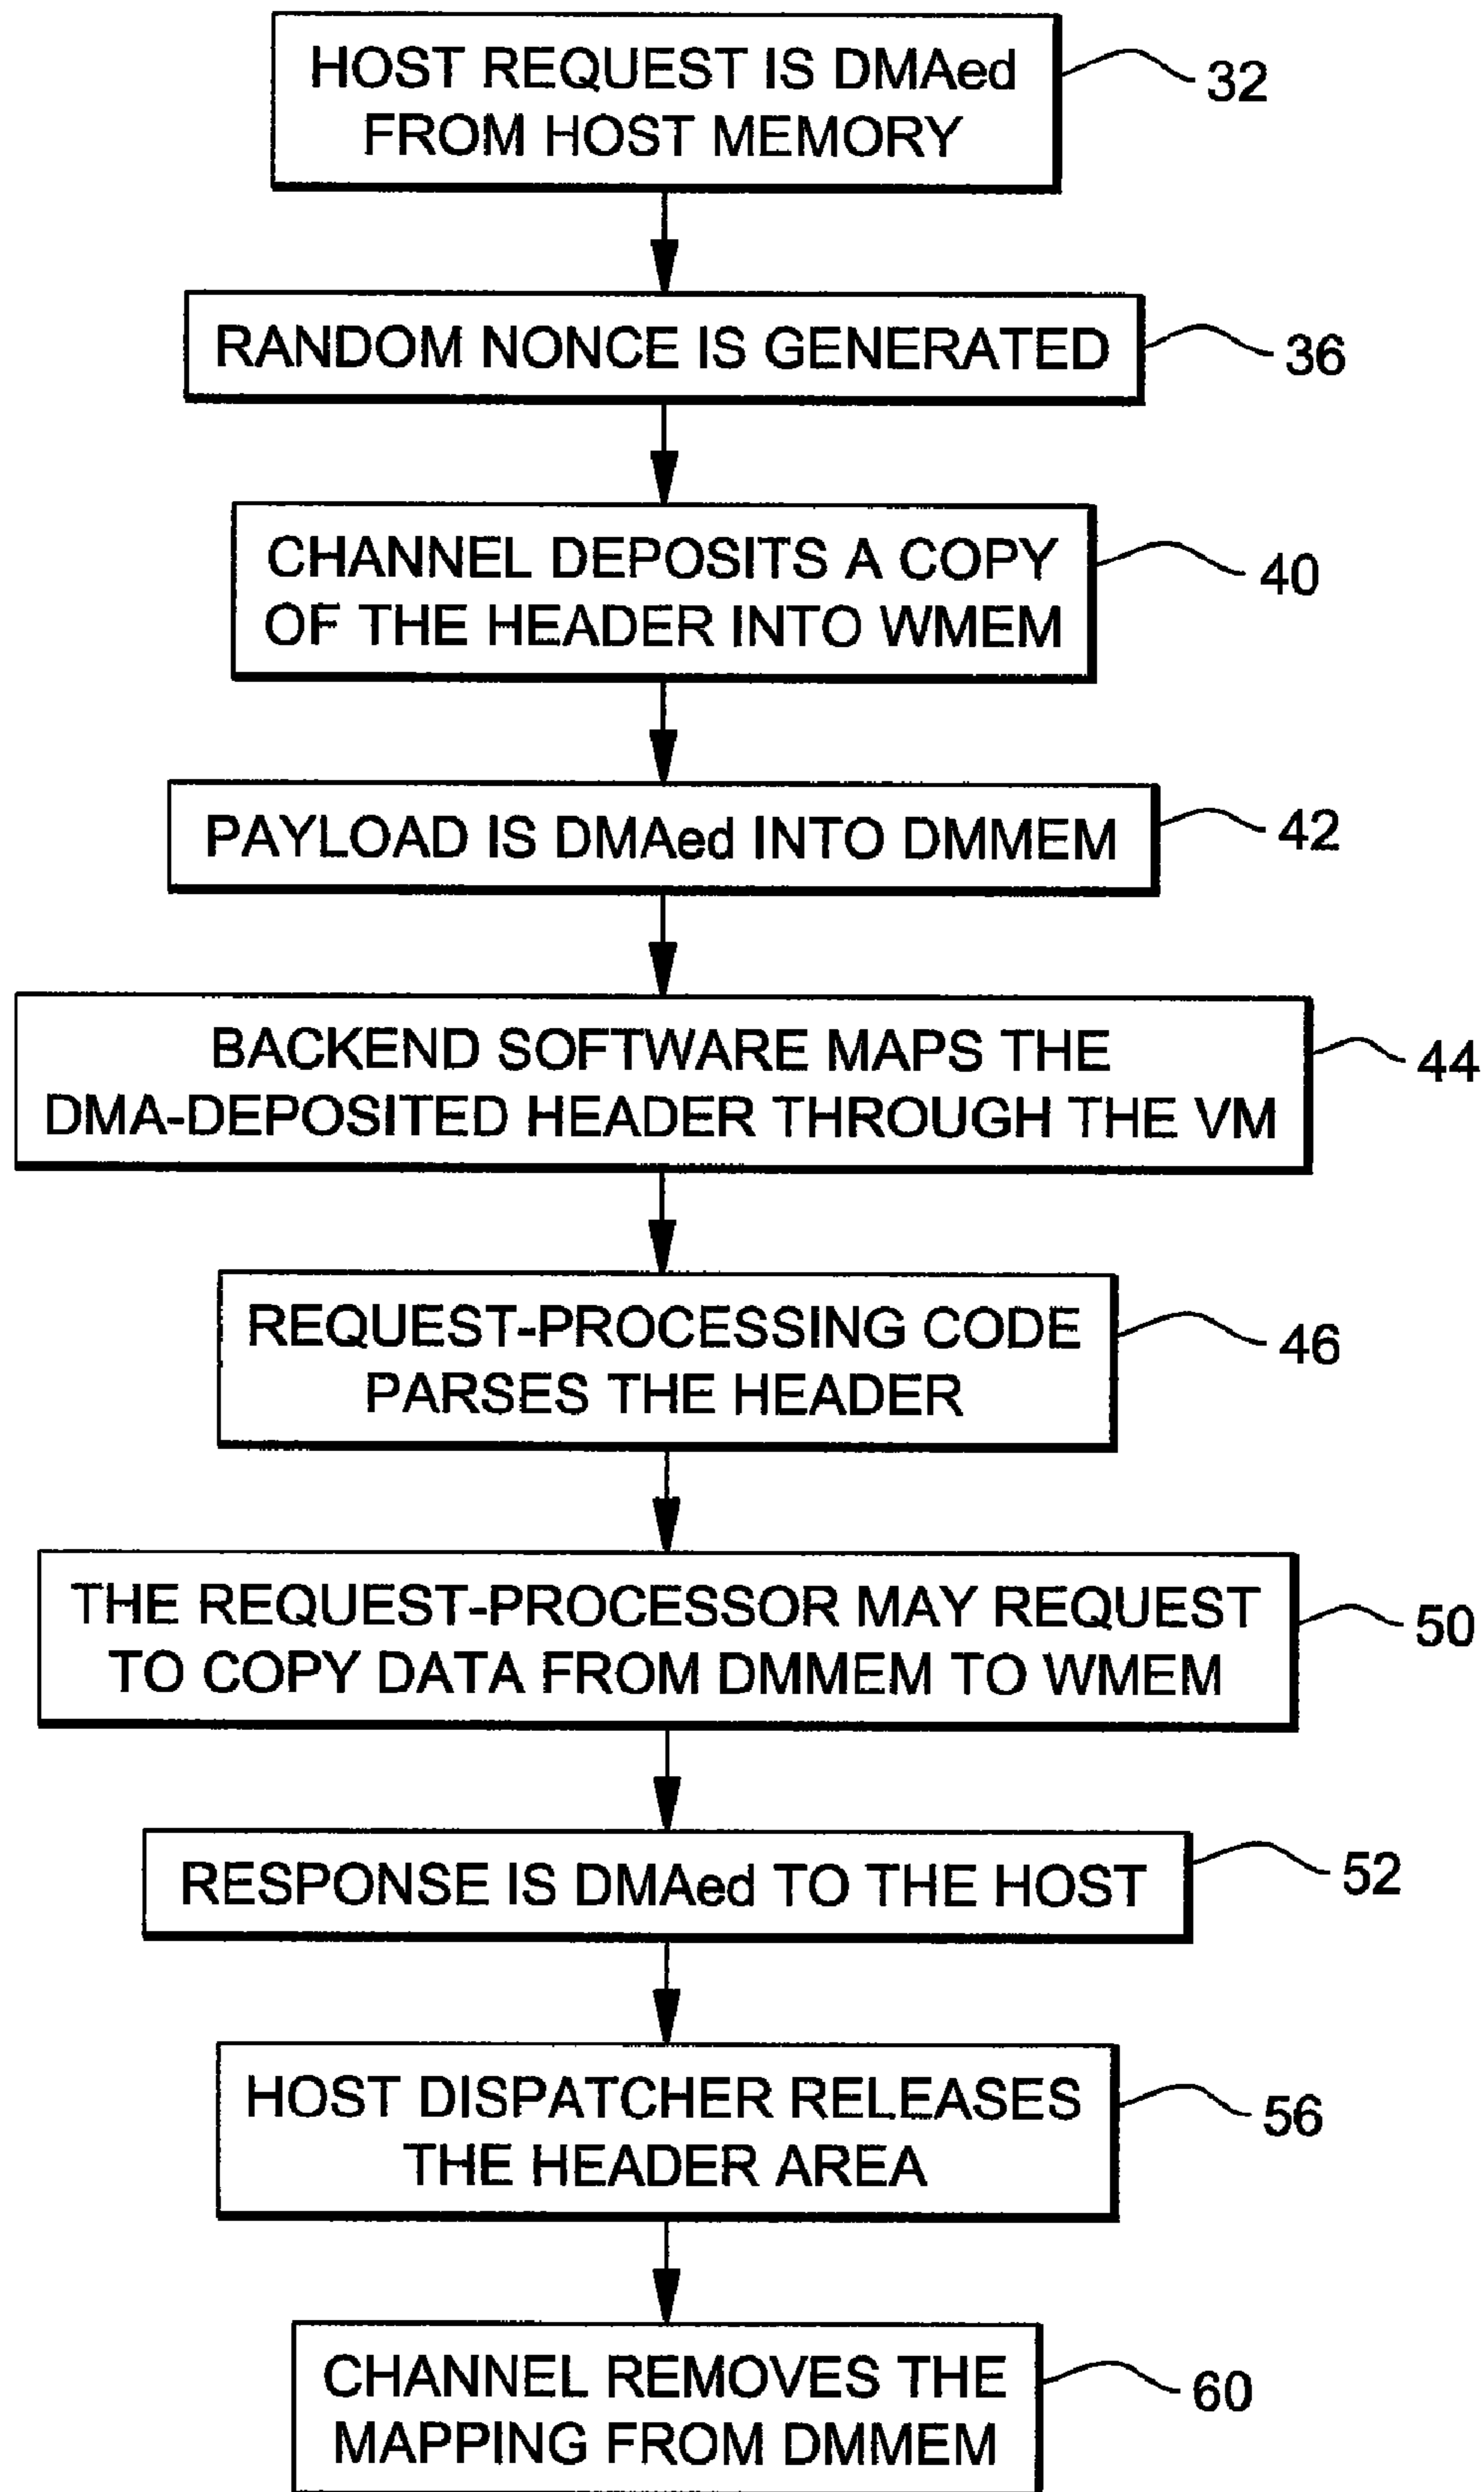 HOST REQUEST IS DMAed
FROM HOST MEMORY
32
RANDOM NONCE IS GENERATED
36
CHANNEL DEPOSITS A COPY
OF THE HEADER INTO WMEM
40
PAYLOAD IS DMAed INTO DMMEM
42
BACKEND SOFTWARE MAPS THE
DMA-DEPOSITED HEADER THROUGH THE VM
44
REQUEST-PROCESSING CODE
PARSES THE HEADER
46
THE REQUEST-PROCESSOR MAY REQUEST
TO COPY DATA FROM DMMEM TO WMEM
50
RESPONSE IS DMAed TO THE HOST
52
HOST DISPATCHER RELEASES
THE HEADER AREA
56
CHANNEL REMOVES THE
MAPPING FROM DMMEM
60